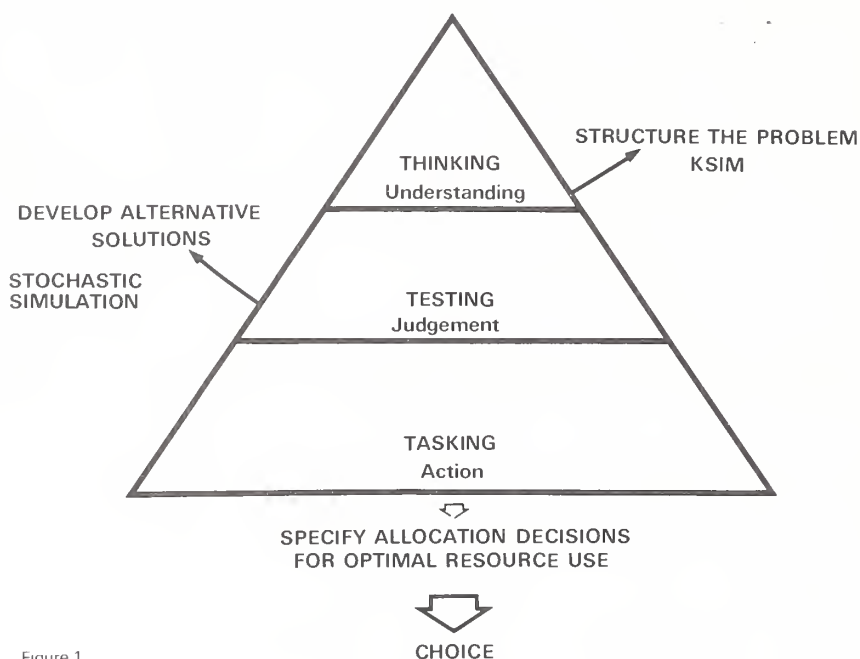 STRUCTURE THE PROBLEM
KSIM
THINKING
Understanding
DEVELOP ALTERNATIVE
SOLUTIONS
STOCHASTIC
SIMULATION
TESTING
Judgement
TASKING
Action
SPECIFY ALLOCATION DECISIONS
FOR OPTIMAL RESOURCE USE
CHOICE
Figure 1